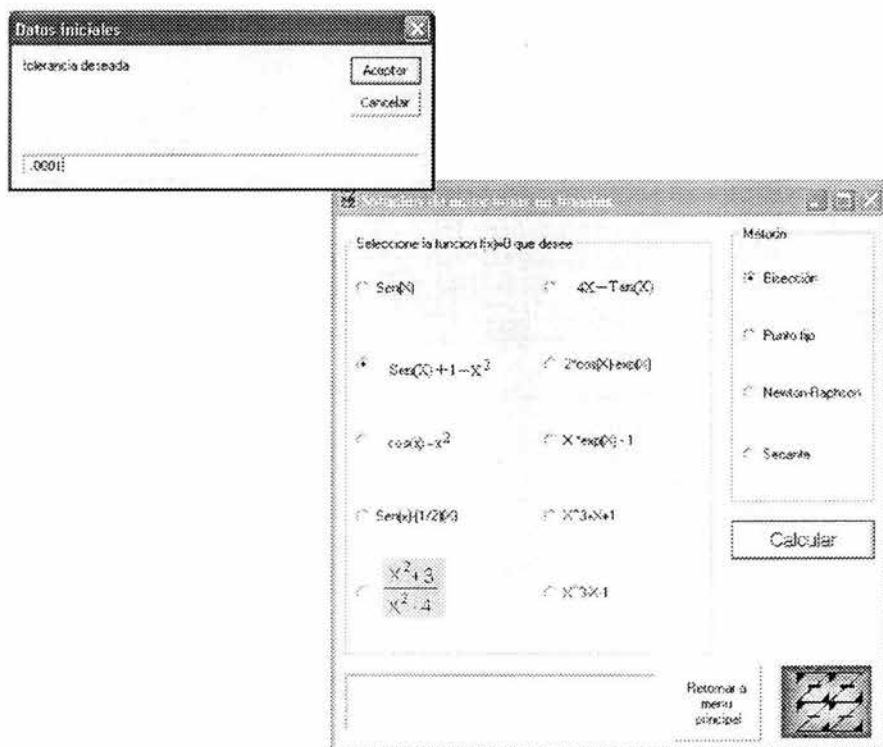 Datos iniciales
tolerancia deseada
Aceptar
Cancelar
.0001
Seleccione la funcion f(x)=0 que desee
Sen(X)
4X-Tan(X)
Sen(X)+1-X³
2*cos(X)-exp(X)
cos(x)-x²
X*exp(X)-1
Sen(x)-(1/2)(X)
X^3+X+1
X²+3
X²-4
X^3-X-1
Método
Bisección
Punto fijo
Newton-Raphson
Secante
Calcular
Retornar a
menu
principal